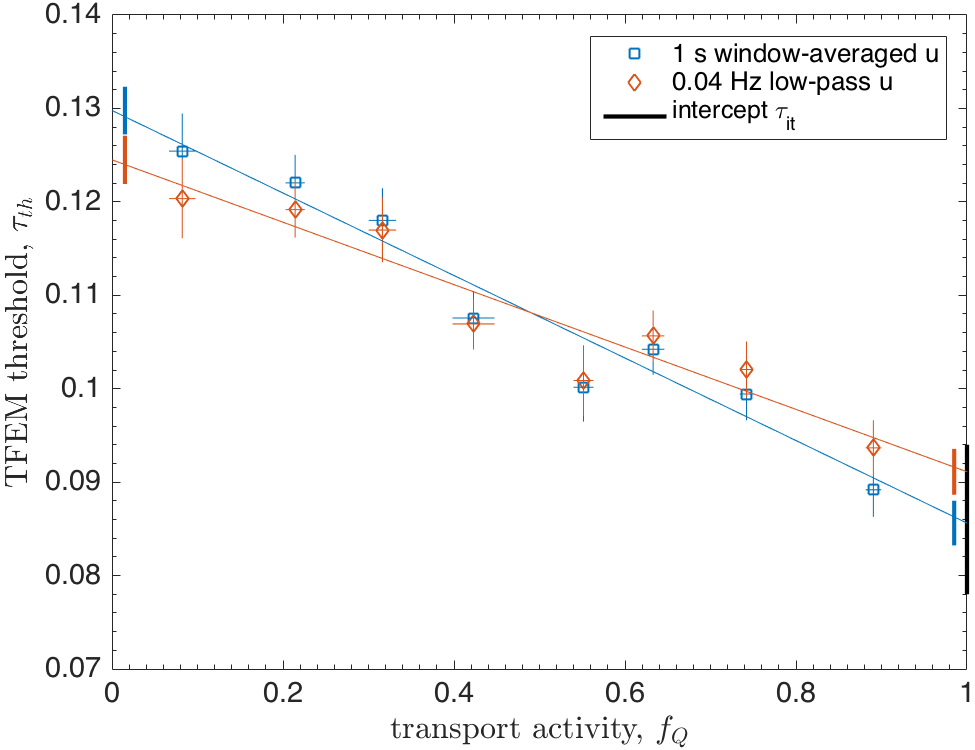 0.14
0.13
0.12
0.11
0.1
0.09
0.08
0.07
TFEM threshold, τth
1 s window-averaged u
0.04 Hz low-pass u
intercept τit
0 0.2 0.4 0.6 0.8 1
transport activity, fQ